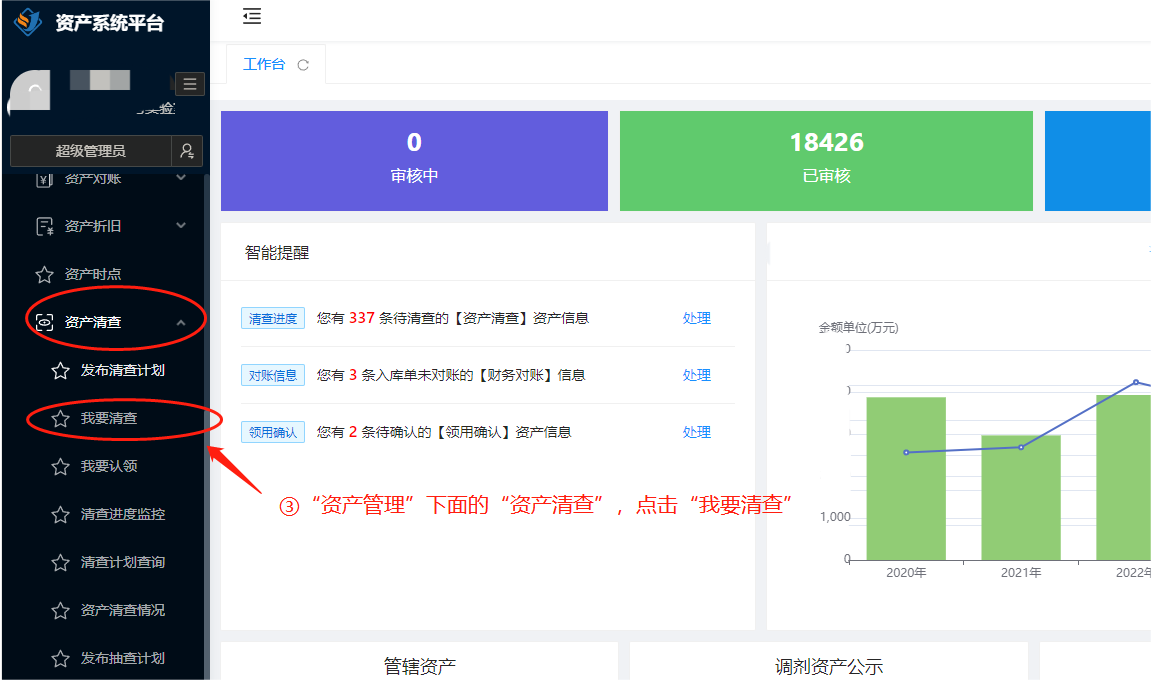 资产系统平台
超级管理员
资产对账
资产折旧
资产时点
资产清查
发布清查计划
我要清查
我要认领
清查进度监控
清查计划查询
资产清查情况
发布抽查计划
工作台
0
审核中
18426
已审核
智能提醒
清查进度 您有 337 条待清查的【资产清查】资产信息 处理
对账信息 您有 3 条入库单未对账的【财务对账】信息 处理
领用确认 您有 2 条待确认的【领用确认】资产信息 处理
③“资产管理”下面的“资产清查”，点击“我要清查”
金额单位(万元)
1,000
0
2020年
2021年
2022年
管辖资产
调剂资产公示